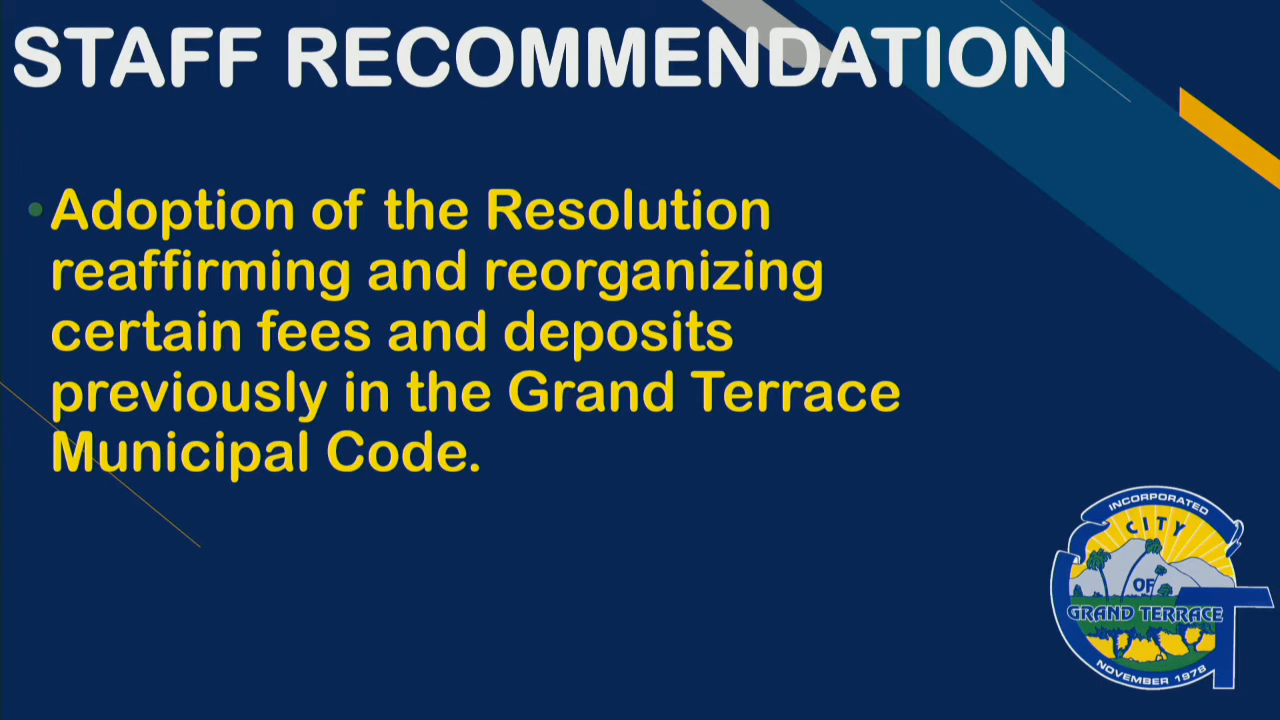 STAFF RECOMMENDATION
•Adoption of the Resolution
reaffirming and reorganizing
certain fees and deposits
previously in the Grand Terrace
Municipal Code.
INCORPORATED
CITY
OF
GRAND TERRACE
NOVEMBER 1978